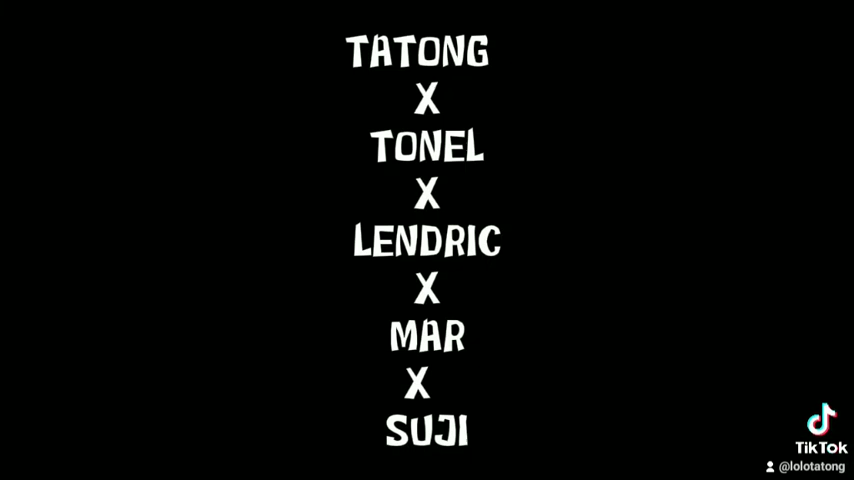 TATONG
X
TONEL
X
LENDRIC
X
MAR
X
SUJI
TikTok
@lolotatong